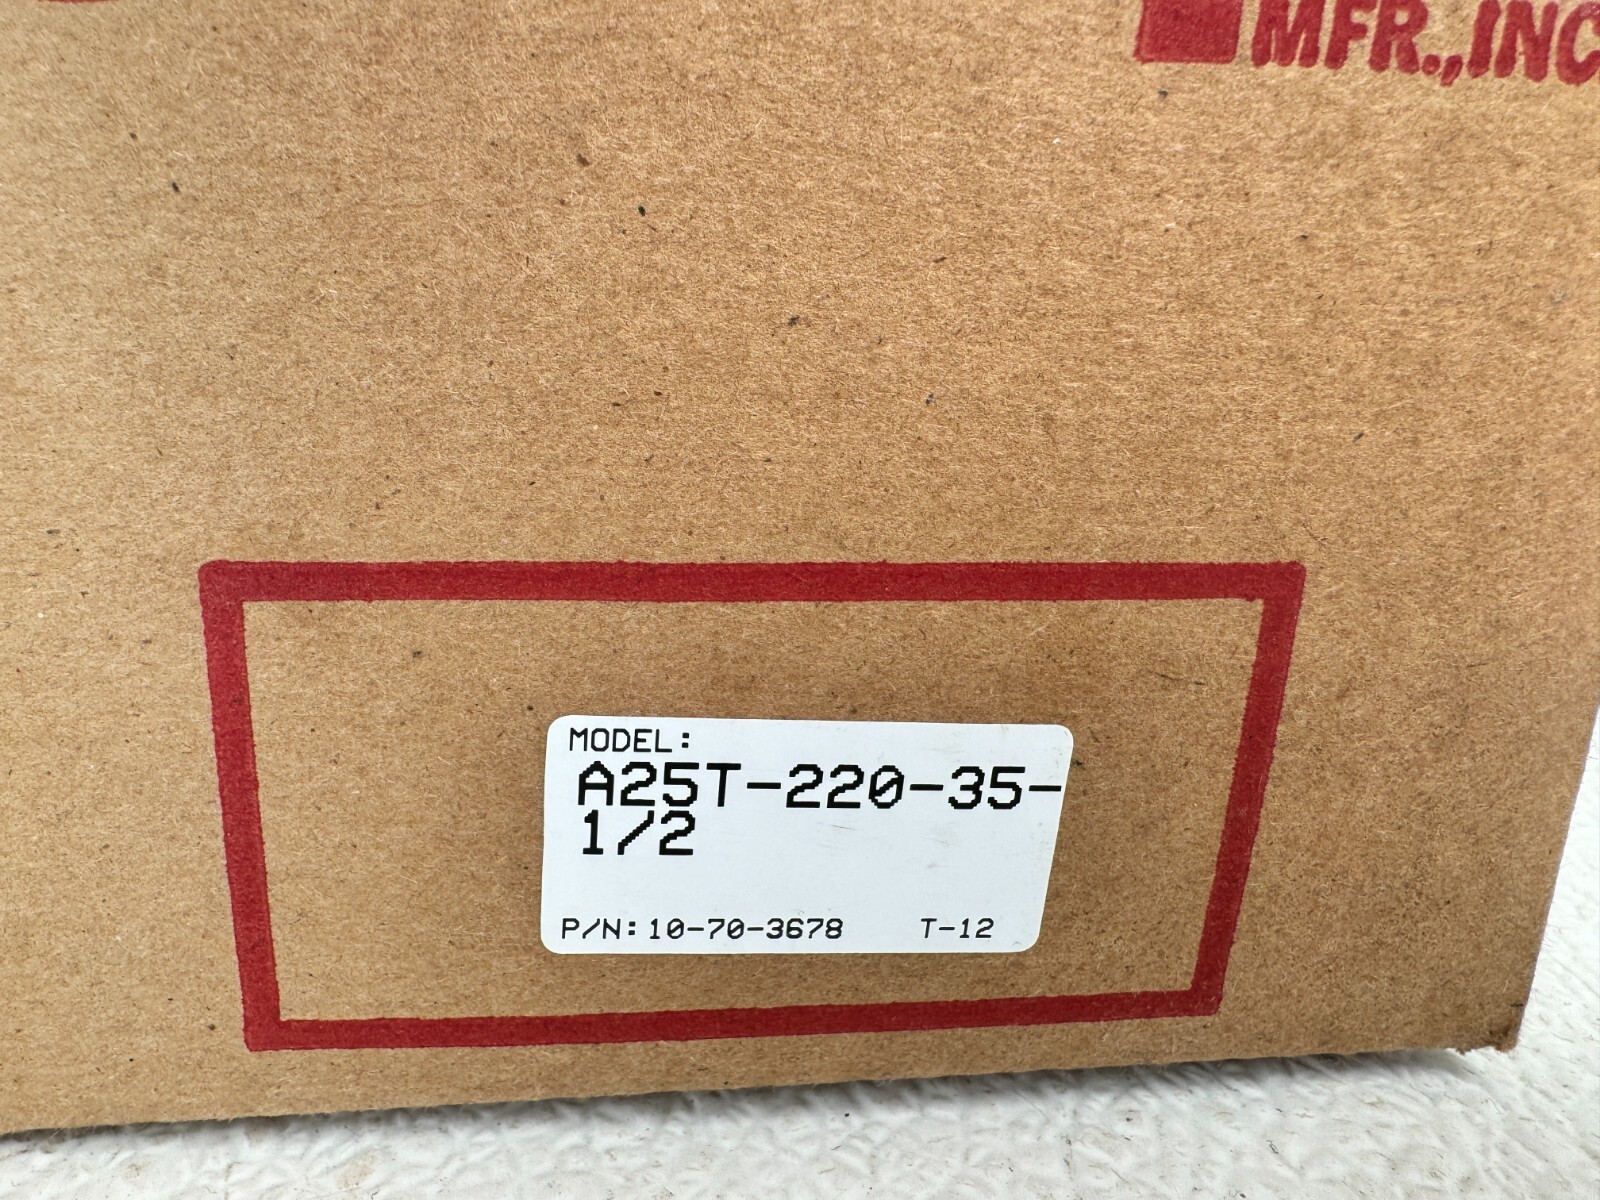 MFR.,INC
MODEL:
A25T-220-35-
1/2
P/N: 10-70-3678 T-12